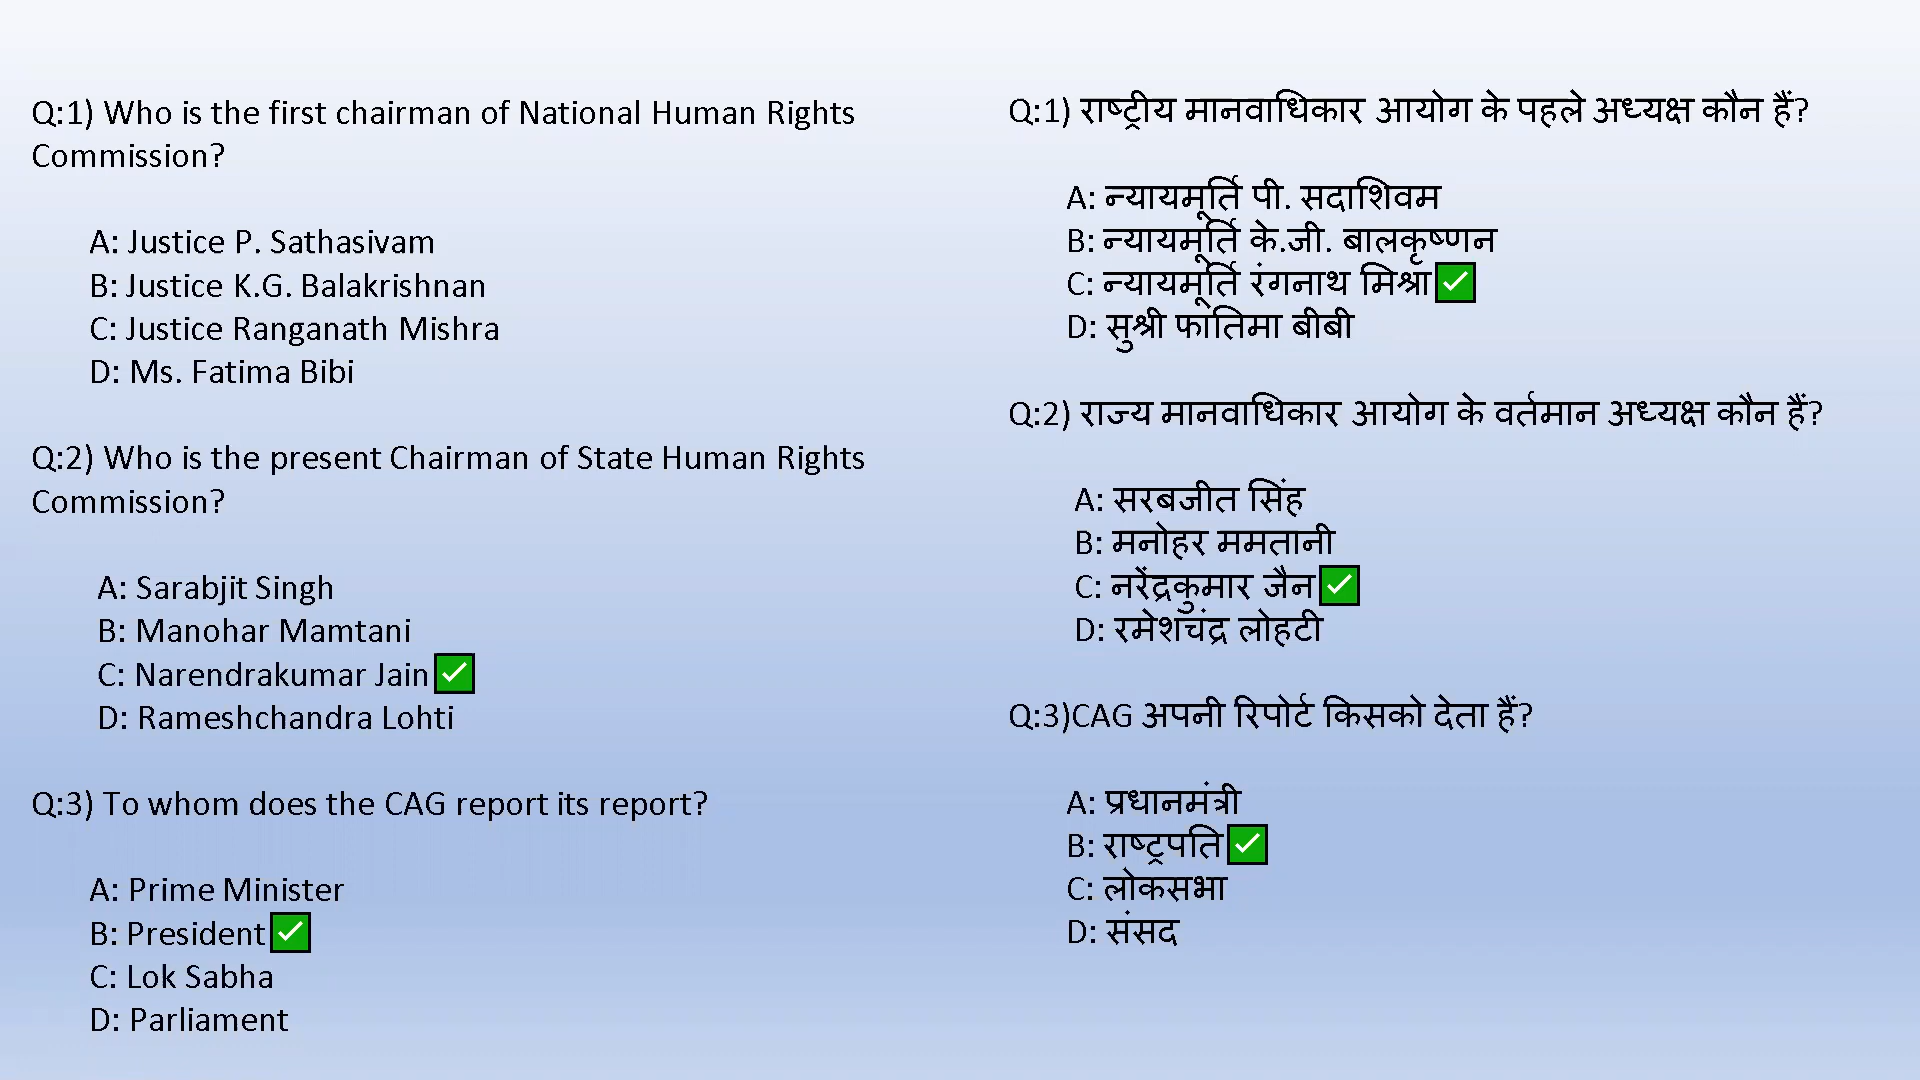 Q:1) Who is the first chairman of National Human Rights
Commission?
A: Justice P. Sathasivam
B: Justice K.G. Balakrishnan
C: Justice Ranganath Mishra
D: Ms. Fatima Bibi
Q:2) Who is the present Chairman of State Human Rights
Commission?
A: Sarabjit Singh
B: Manohar Mamtani
C: Narendrakumar Jain ✅
D: Rameshchandra Lohti
Q:3) To whom does the CAG report its report?
A: Prime Minister
B: President ✅
C: Lok Sabha
D: Parliament
Q:1) राष्ट्रीय मानवाधिकार आयोग के पहले अध्यक्ष कौन हैं?
A: न्यायमूर्ति पी. सदाशिवम
B: न्यायमूर्ति के.जी. बालकृष्णन
C: न्यायमूर्ति रंगनाथ मिश्रा ✅
D: सुश्री फातिमा बीबी
Q:2) राज्य मानवाधिकार आयोग के वर्तमान अध्यक्ष कौन हैं?
A: सरबजीत सिंह
B: मनोहर ममतानी
C: नरेंद्रकुमार जैन ✅
D: रमेशचंद्र लोहटी
Q:3)CAG अपनी रिपोर्ट किसको देता हैं?
A: प्रधानमंत्री
B: राष्ट्रपति ✅
C: लोकसभा
D: संसद